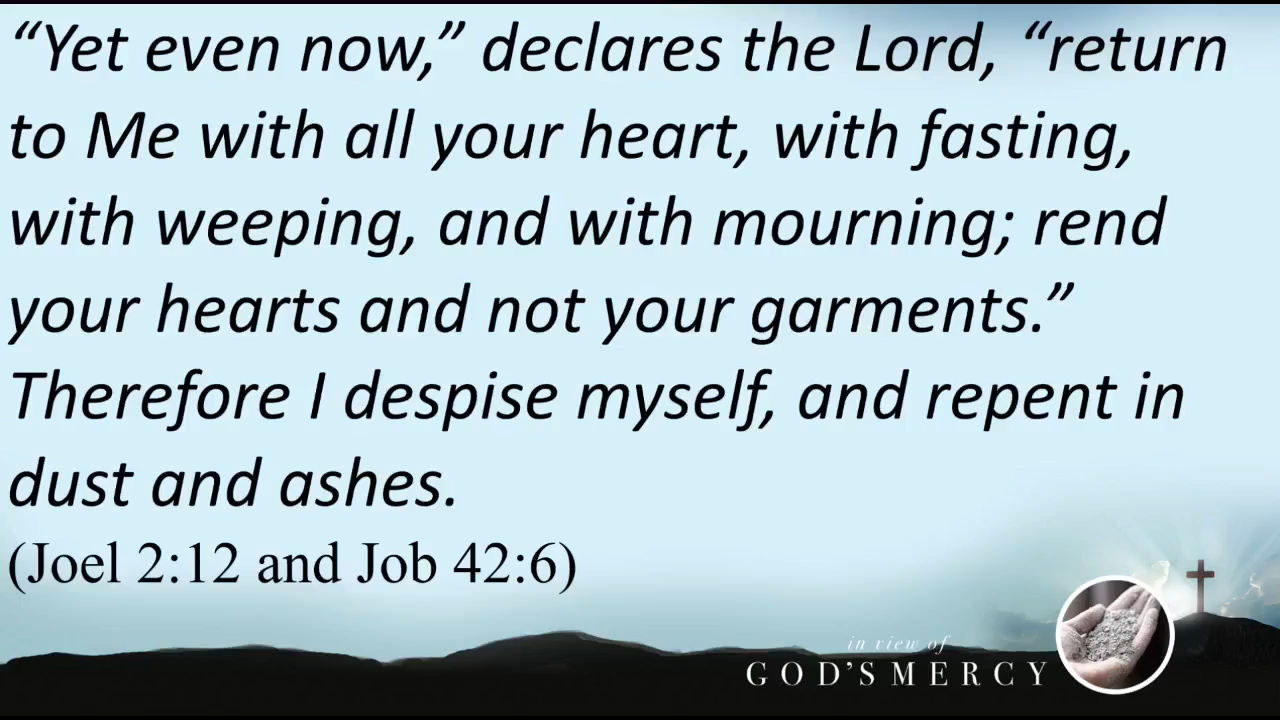 “Yet even now,” declares the Lord, “return
to Me with all your heart, with fasting,
with weeping, and with mourning; rend
your hearts and not your garments.”
Therefore I despise myself, and repent in
dust and ashes.
(Joel 2:12 and Job 42:6)
in view of
GOD’S MERCY